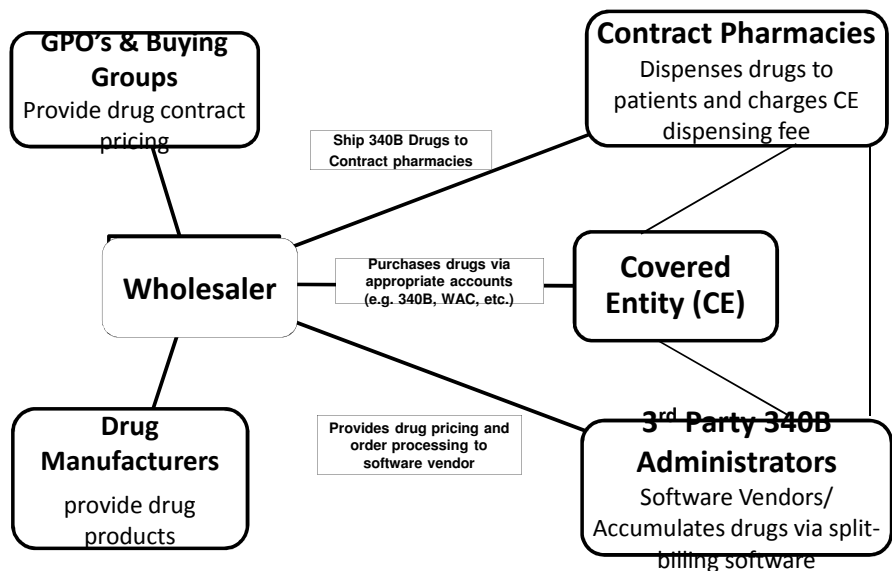 GPO's & Buying
Groups
Provide drug contract
pricing
Contract Pharmacies
Dispenses drugs to
patients and charges CE
dispensing fee
Ship 340B Drugs to
Contract pharmacies
Wholesaler
Purchases drugs via
appropriate accounts
(e.g. 340B, WAC, etc.)
Covered
Entity (CE)
Drug
Manufacturers
provide drug
products
Provides drug pricing and
order processing to
software vendor
3rd Party 340B
Administrators
Software Vendors/
Accumulates drugs via split-
billing software